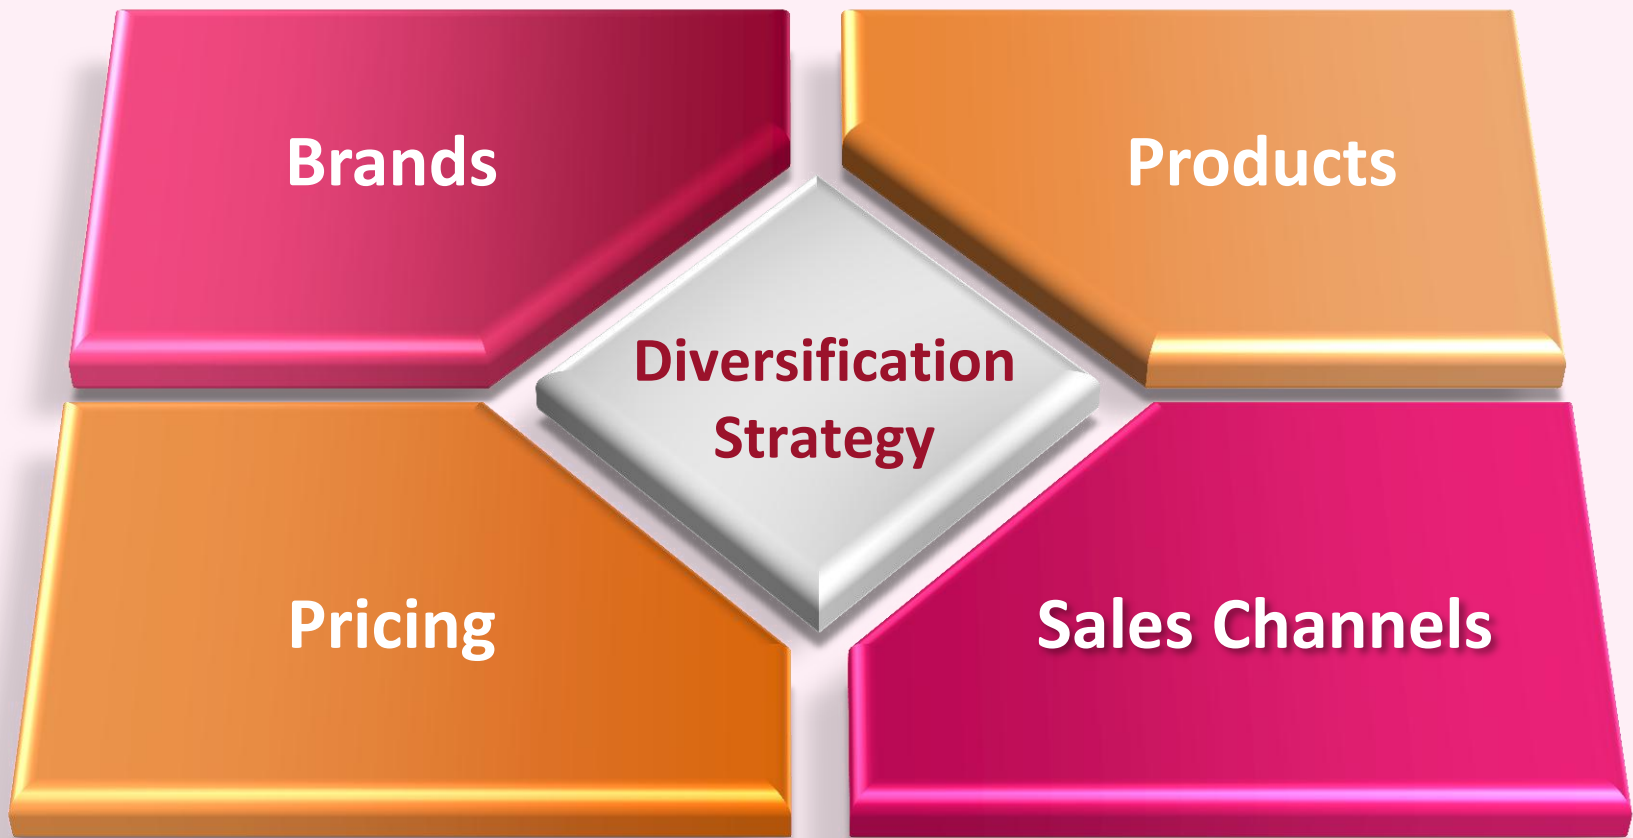 Brands
Products
Diversification
Strategy
Pricing
Sales Channels